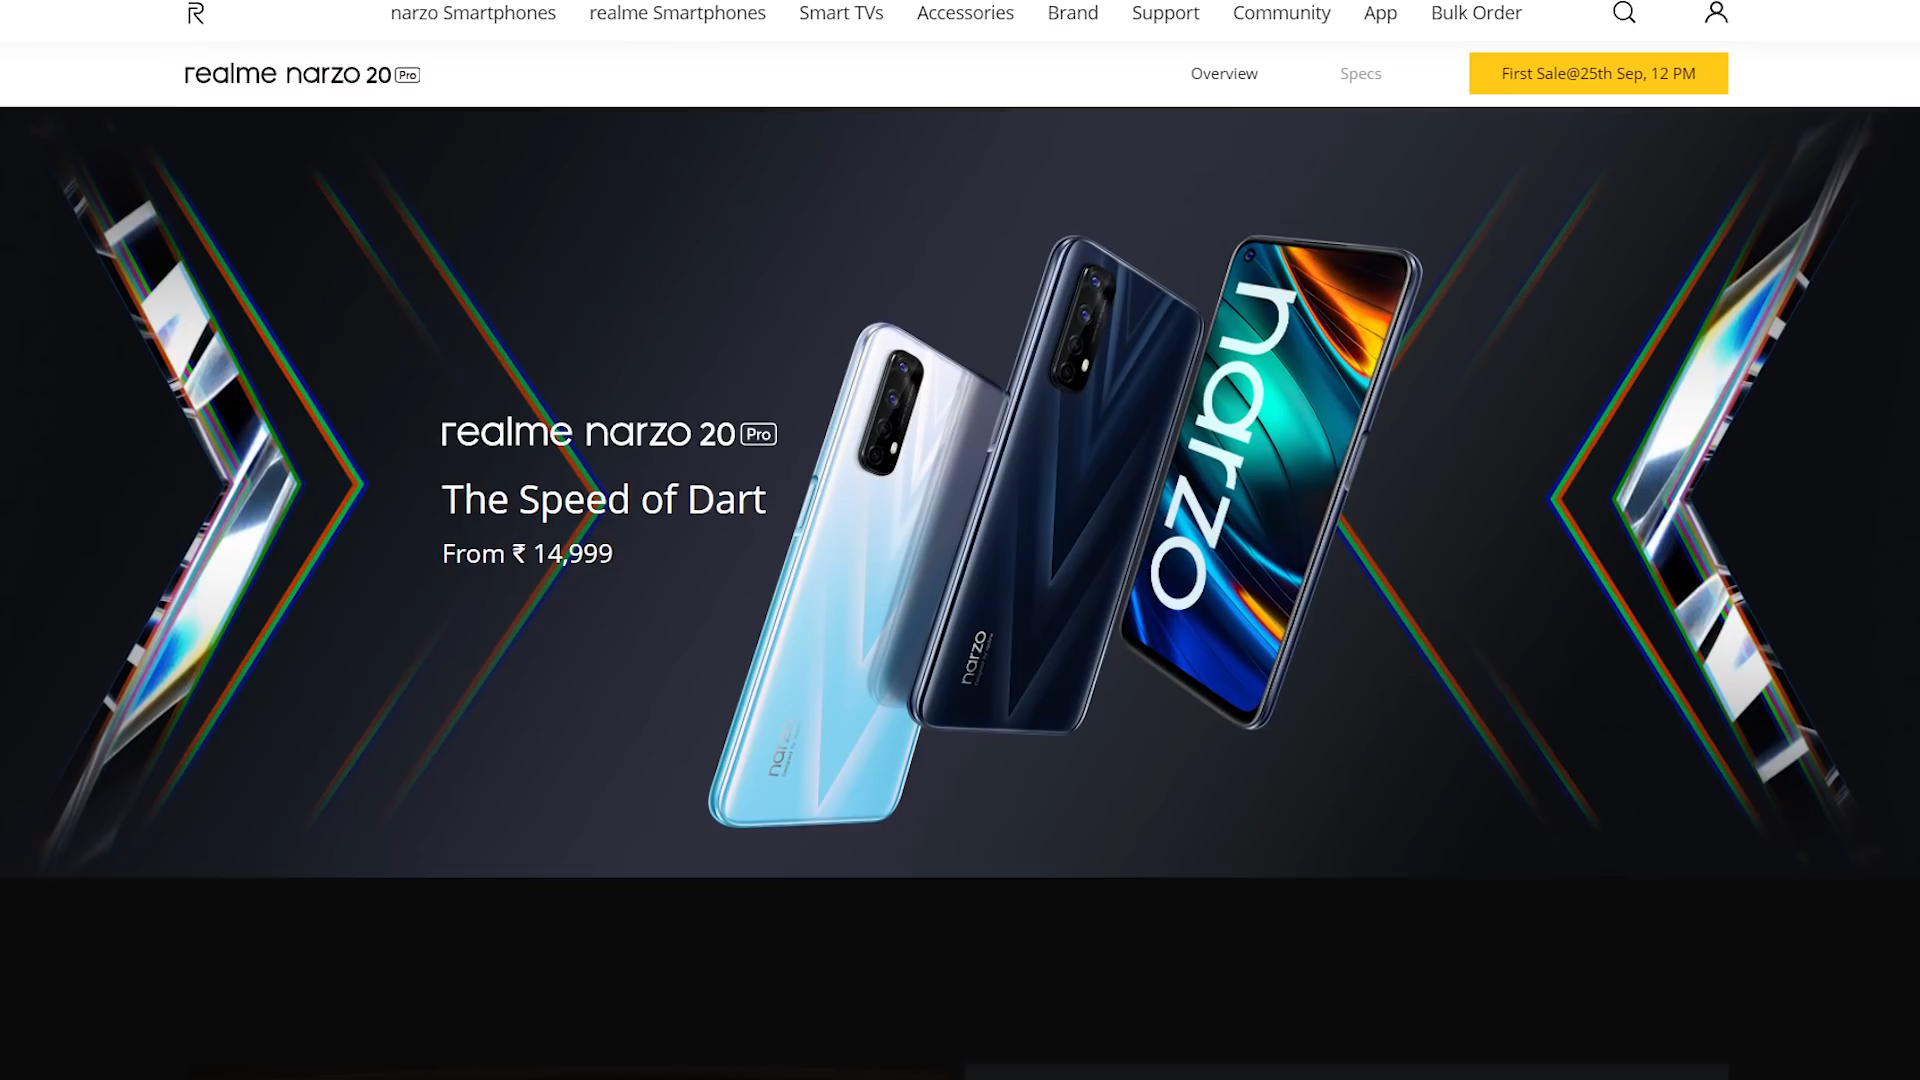 narzo Smartphones realme Smartphones Smart TVs Accessories Brand Support Community App Bulk Order
realme narzo 20 Pro
Overview Specs First Sale@25th Sep, 12 PM
realme narzo 20 Pro
The Speed of Dart
From ₹ 14,999
narzo
narzo
narzo